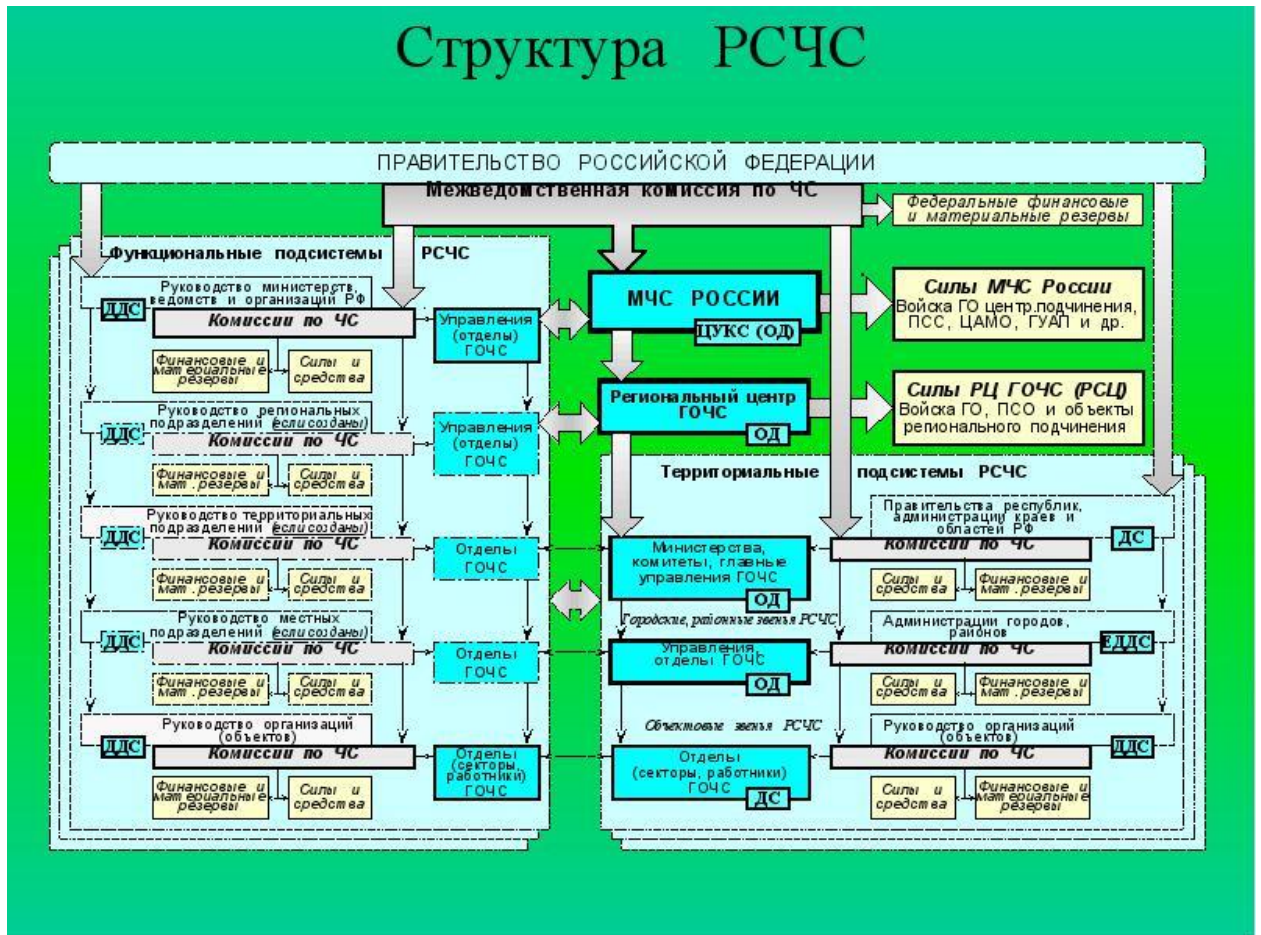 Структура РСЧС
ПРАВИТЕЛЬСТВО РОССИЙСКОЙ ФЕДЕРАЦИИ
Межведомственная комиссия по ЧС
Федеральные финансовые
и материальные резервы
Функциональные подсистемы РСЧС
Руководство министерств,
ведомств и организаций РФ
ДДС
Комиссии по ЧС
Финансовые и
материальные
резервы
Силы и
средства
Управления
(отделы)
ГОЧС
МЧС РОССИИ
ЦУКС (ОД)
Силы МЧС России
Войска ГО центр.подчинения,
ПСС, ЦАМО, ГУАП и др.
Руководство региональных
подразделений (если созданы)
ДДС
Комиссии по ЧС
Финансовые и
мат.резервы
Силы и
средства
Управления
(отделы)
ГОЧС
Региональный центр
ГОЧС
ОД
Силы РЦ ГОЧС (РСЦ)
Войска ГО, ПСО и объекты
регионального подчинения
Территориальные подсистемы РСЧС
Руководство территориальных
подразделений (если созданы)
ДДС
Комиссии по ЧС
Финансовые и
мат.резервы
Силы и
средства
Отделы
ГОЧС
Министерства,
комитеты, главные
управления ГОЧС
ОД
Правительства республик,
администрации краев и
областей РФ
ДС
Комиссии по ЧС
Силы и
средства
Финансовые и
мат.резервы
Городские, районные звенья РСЧС
Руководство местных
подразделений (если созданы)
ДДС
Комиссии по ЧС
Финансовые и
мат.резервы
Силы и
средства
Отделы
ГОЧС
Управления,
отделы ГОЧС
ОД
Администрации городов,
районов
ЕДДС
Комиссии по ЧС
Силы и
средства
Финансовые и
мат.резервы
Объектовые звенья РСЧС
Руководство организаций
(объектов)
ДДС
Комиссии по ЧС
Финансовые и
материальные
резервы
Силы и
средства
Отделы
(секторы,
работники)
ГОЧС
Отделы
(секторы, работники)
ГОЧС
ДС
Руководство организаций
(объектов)
ДДС
Комиссии по ЧС
Силы и
средства
Финансовые и
материальные
резервы